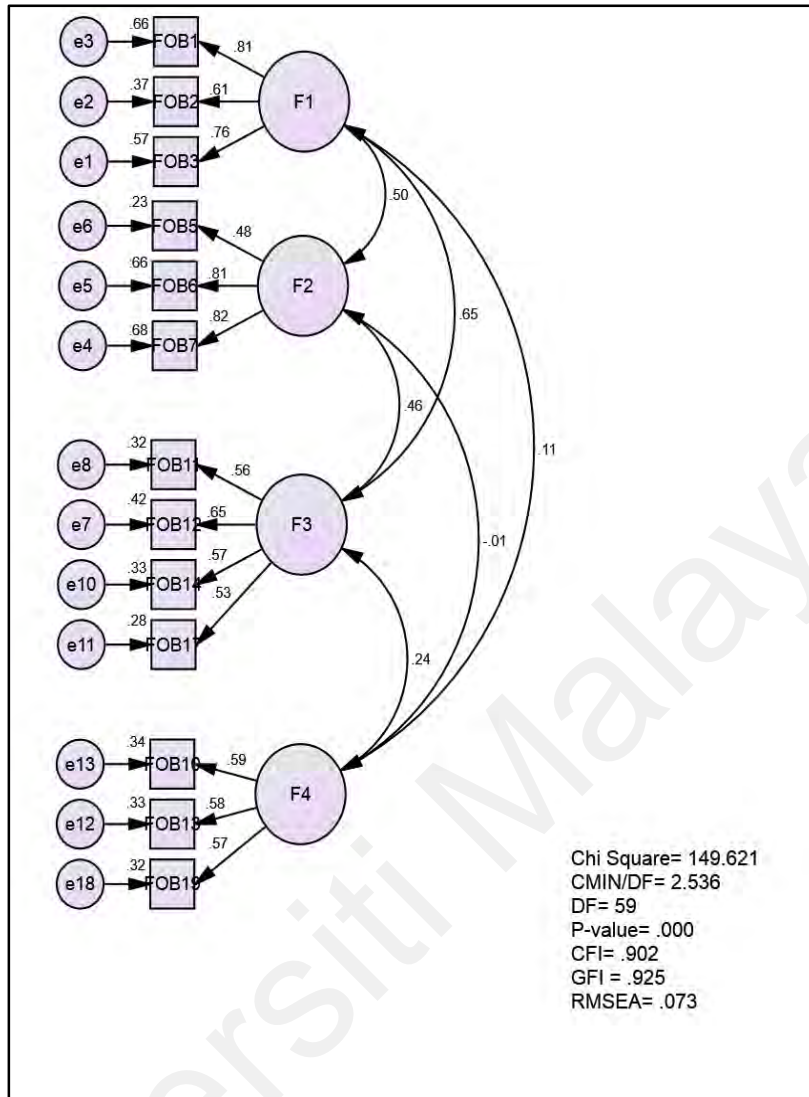 e3 .66 FOB1 .81
e2 .37 FOB2 .61 F1
e1 .57 FOB3 .76
.50
e6 .23 FOB5 .48
e5 .66 FOB6 .81 F2
e4 .68 FOB7 .82
.65
.46
.11
e8 .32 FOB11 .56
e7 .42 FOB12 .65 F3
-.01
e10 .33 FOB14 .57
e11 .28 FOB17 .53
.24
e13 .34 FOB10 .59
e12 .33 FOB13 .58 F4
e18 .32 FOB19 .57
Chi Square= 149.621
CMIN/DF= 2.536
DF= 59
P-value= .000
CFI= .902
GFI = .925
RMSEA= .073
ersiti Malaya